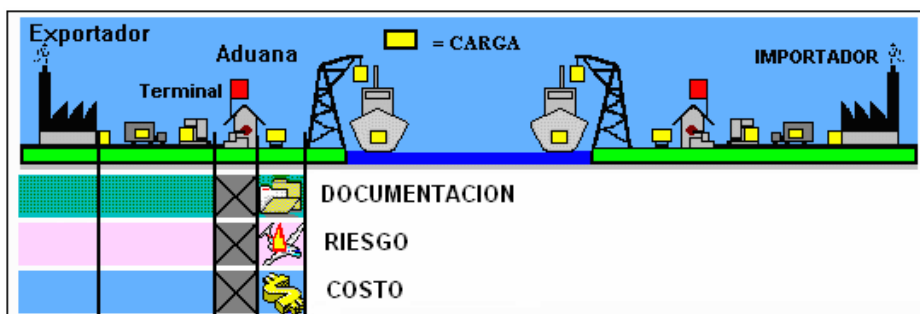 Exportador
Aduana
= CARGA
IMPORTADOR
Terminal
DOCUMENTACION
RIESGO
COSTO